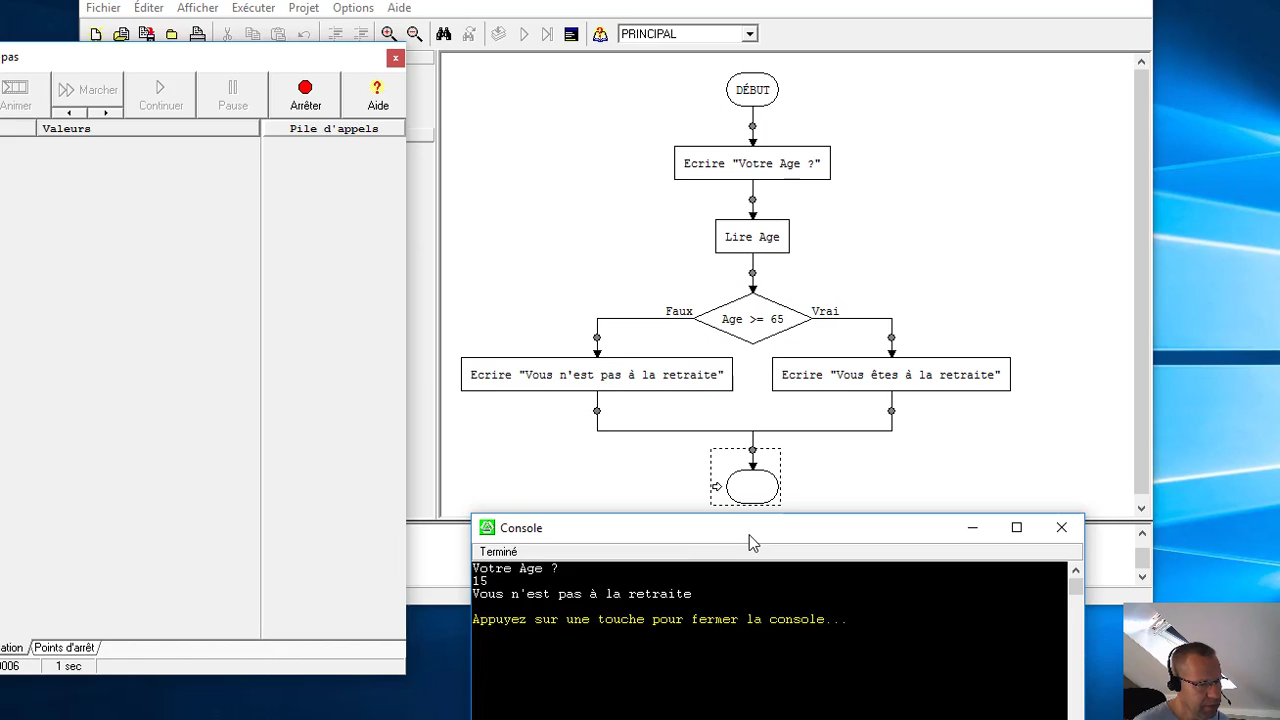 Fichier Éditer Afficher Exécuter Projet Options Aide
PRINCIPAL
pas
Animer Marcher Continuer Pause Arrêter Aide
Valeurs Pile d'appels
DÉBUT
Ecrire "Votre Age ?"
Lire Age
Faux Age >= 65 Vrai
Ecrire "Vous n'est pas à la retraite" Ecrire "Vous êtes à la retraite"
Console
Terminé
Votre Age ?
15
Vous n'est pas à la retraite
Appuyez sur une touche pour fermer la console...
ation Points d'arrêt
0006 1 sec